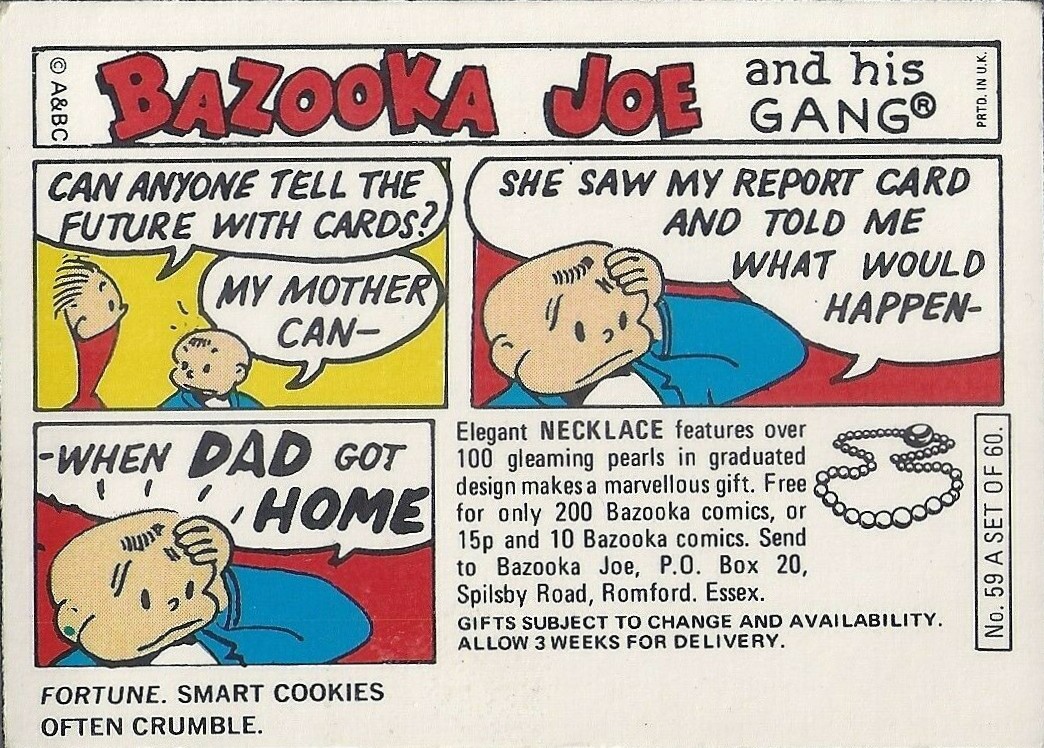 © A&BC
BAZOOKA JOE
and his
GANG®
PRTD. IN U.K.
CAN ANYONE TELL THE
FUTURE WITH CARDS?
MY MOTHER
CAN-
SHE SAW MY REPORT CARD
AND TOLD ME
WHAT WOULD
HAPPEN-
-WHEN DAD GOT
HOME
Elegant NECKLACE features over
100 gleaming pearls in graduated
design makes a marvellous gift. Free
for only 200 Bazooka comics, or
15p and 10 Bazooka comics. Send
to Bazooka Joe, P.O. Box 20,
Spilsby Road, Romford. Essex.
GIFTS SUBJECT TO CHANGE AND AVAILABILITY.
ALLOW 3 WEEKS FOR DELIVERY.
No. 59 A SET OF 60.
FORTUNE. SMART COOKIES
OFTEN CRUMBLE.